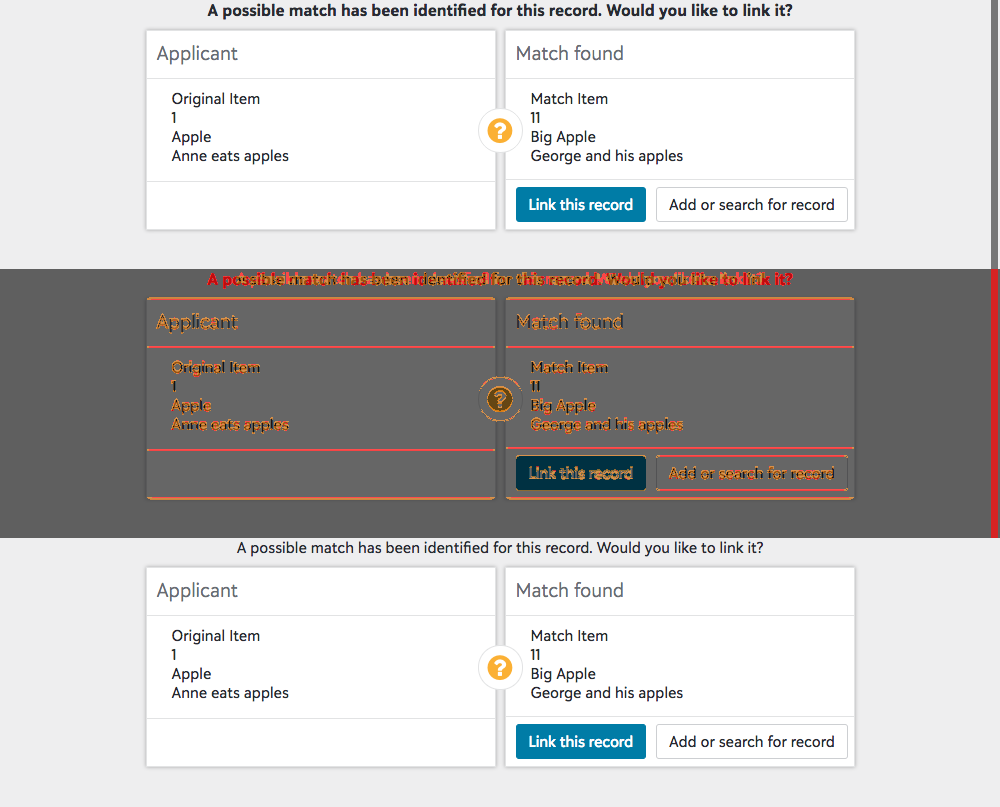 A possible match has been identified for this record. Would you like to link it?
Applicant
Original Item
1
Apple
Anne eats apples
?
Match found
Match Item
11
Big Apple
George and his apples
Link this record
Add or search for record
A possible match has been identified for this record. Would you like to link it?
Applicant
Original Item
1
Apple
Anne eats apples
?
Match found
Match Item
11
Big Apple
George and his apples
Link this record
Add or search for record
A possible match has been identified for this record. Would you like to link it?
Applicant
Original Item
1
Apple
Anne eats apples
?
Match found
Match Item
11
Big Apple
George and his apples
Link this record
Add or search for record